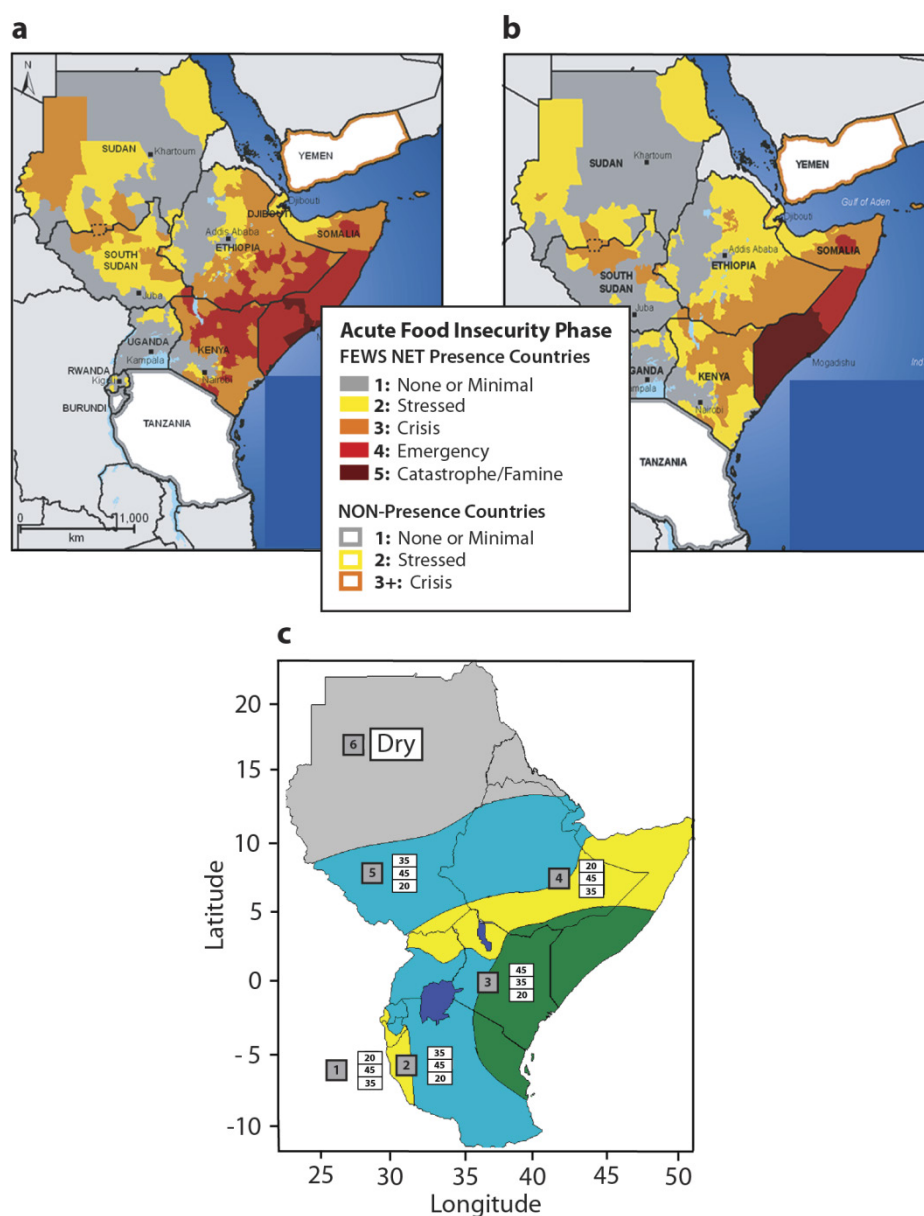 a
N
SUDAN
Khartoum
YEMEN
DJIBOUTI
Djibouti
Addis Ababa
ETHIOPIA
SOMALIA
SOUTH
SUDAN
Juba
UGANDA
Kampala
KENYA
Nairobi
RWANDA
BURUNDI
TANZANIA
0 1,000
km
b
SUDAN
Khartoum
YEMEN
Gulf of Aden
Djibouti
Addis Ababa
ETHIOPIA
SOMALIA
SOUTH
SUDAN
Juba
KENYA
Nairobi
Mogadishu
TANZANIA
Acute Food Insecurity Phase
FEWS NET Presence Countries
1: None or Minimal
2: Stressed
3: Crisis
4: Emergency
5: Catastrophe/Famine
NON-Presence Countries
1: None or Minimal
2: Stressed
3+: Crisis
c
20
15
10
5
0
-5
-10
Latitude
6 Dry
5
35
45
20
4
20
45
35
3
45
35
20
1
20
45
35
2
35
45
20
25 30 35 40 45 50
Longitude